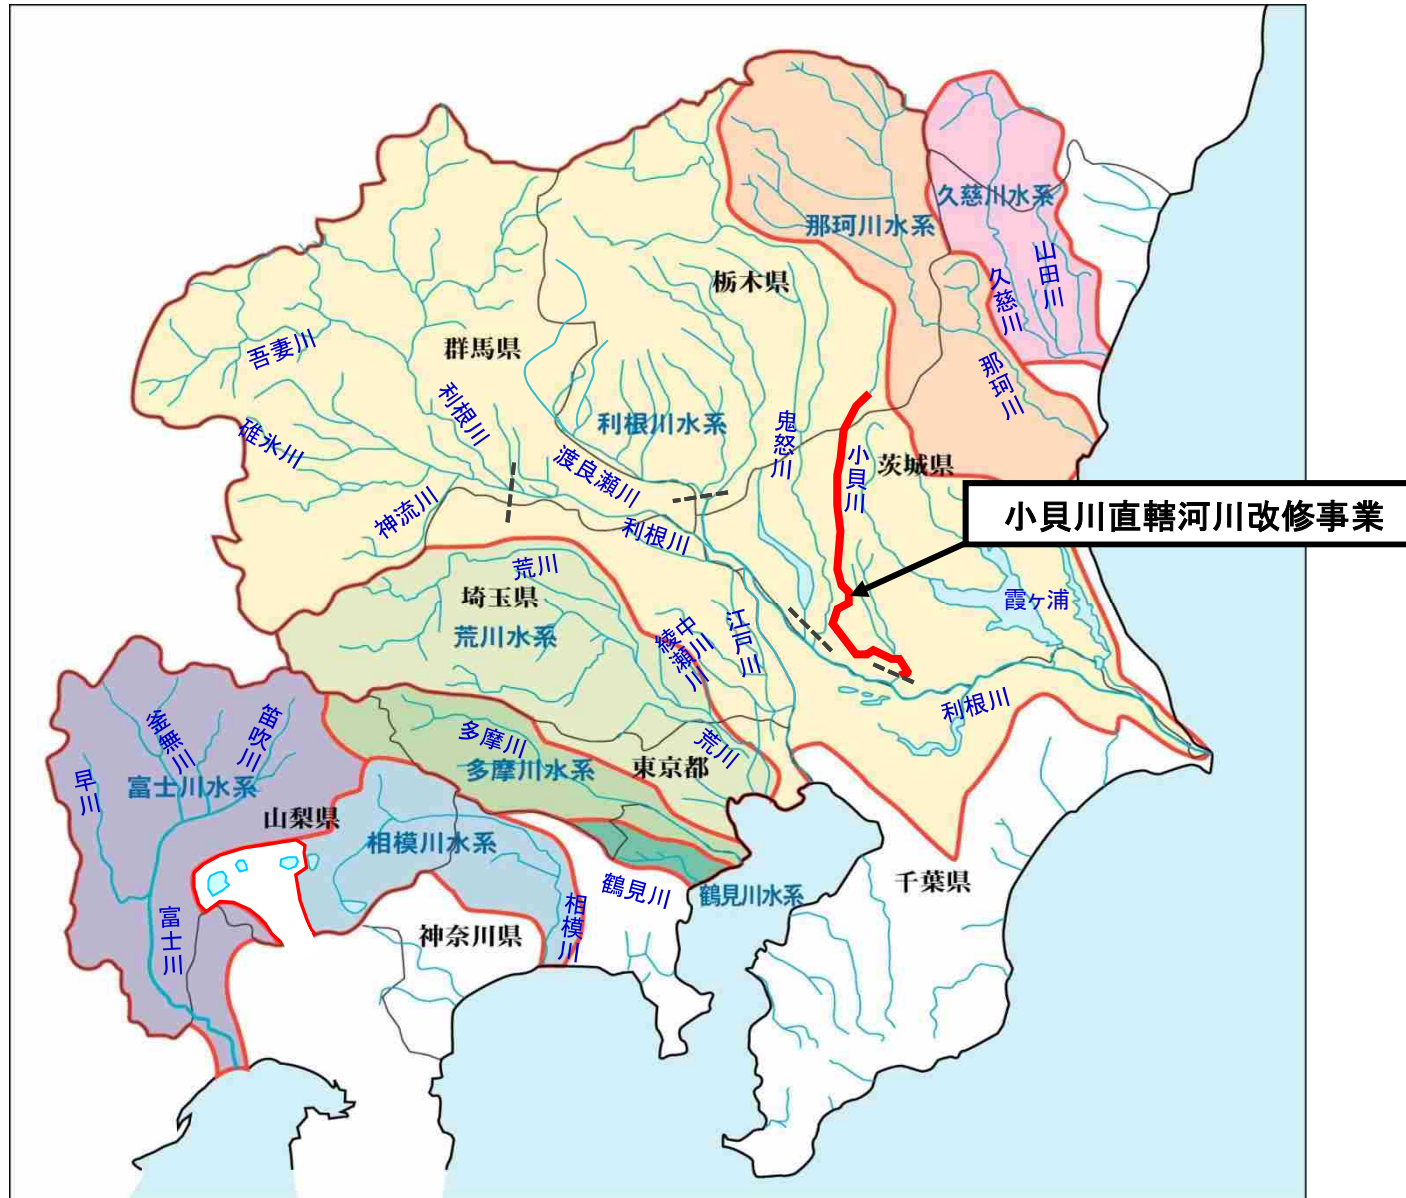 久慈川水系
那珂川水系
山田川
栃木県
久慈川
吾妻川
群馬県
那珂川
利根川
利根川水系
鬼怒川
碓氷川
小貝川
茨城県
渡良瀬川
神流川
小貝川直轄河川改修事業
利根川
荒川
埼玉県
霞ヶ浦
荒川水系
綾瀬川
中川
江戸川
利根川
釜無川
笛吹川
多摩川
荒川
早川
多摩川水系
東京都
富士川水系
山梨県
相模川水系
千葉県
鶴見川
鶴見川水系
相模川
富士川
神奈川県